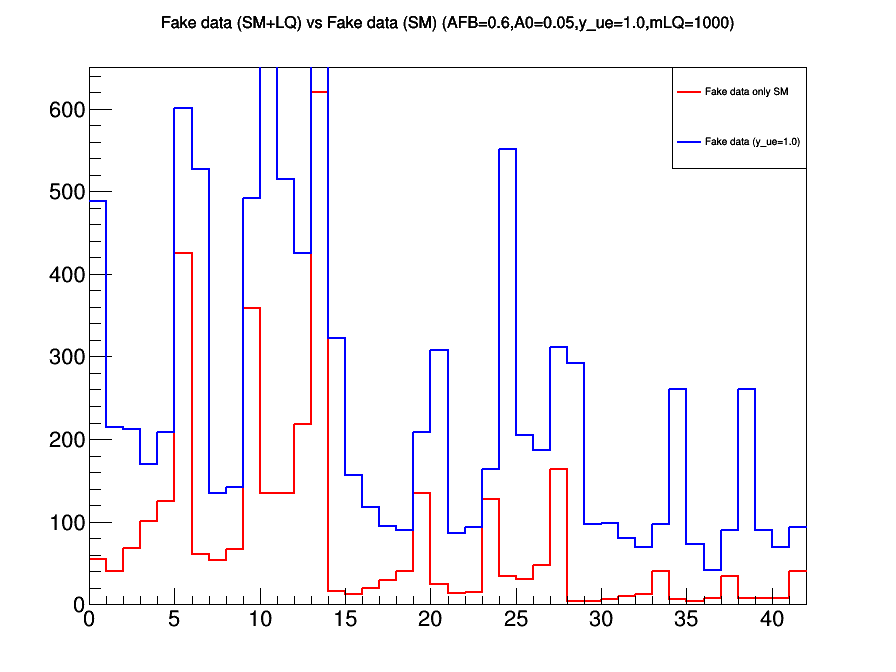 Fake data (SM+LQ) vs Fake data (SM) (AFB=0.6,A0=0.05,y_ue=1.0,mLQ=1000)
Fake data only SM
Fake data (y_ue=1.0)
600
500
400
300
200
100
0
0 5 10 15 20 25 30 35 40